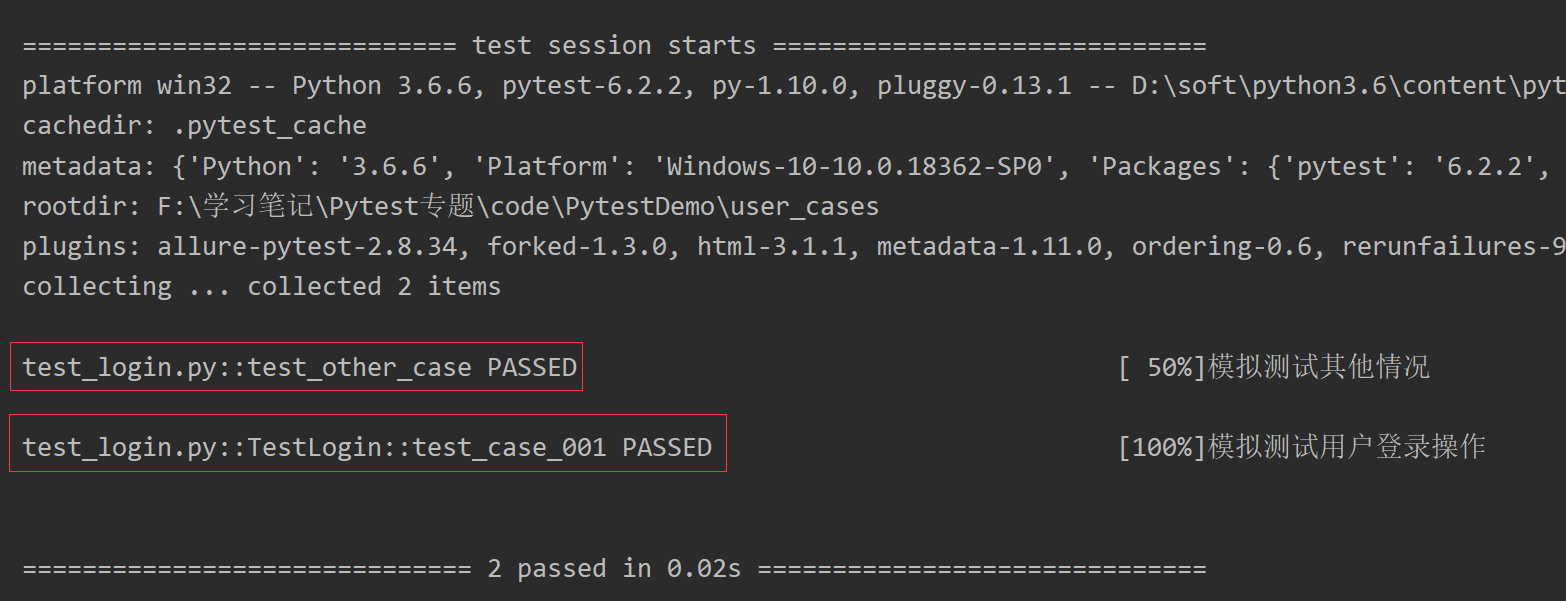 ============================= test session starts =============================
platform win32 -- Python 3.6.6, pytest-6.2.2, py-1.10.0, pluggy-0.13.1 -- D:\soft\python3.6\content\pyt
cachedir: .pytest_cache
metadata: {'Python': '3.6.6', 'Platform': 'Windows-10-10.0.18362-SP0', 'Packages': {'pytest': '6.2.2',
rootdir: F:\学习笔记\Pytest专题\code\PytestDemo\user_cases
plugins: allure-pytest-2.8.34, forked-1.3.0, html-3.1.1, metadata-1.11.0, ordering-0.6, rerunfailures-9
collecting ... collected 2 items
test_login.py::test_other_case PASSED [ 50%]模拟测试其他情况
test_login.py::TestLogin::test_case_001 PASSED [100%]模拟测试用户登录操作
============================== 2 passed in 0.02s ==============================